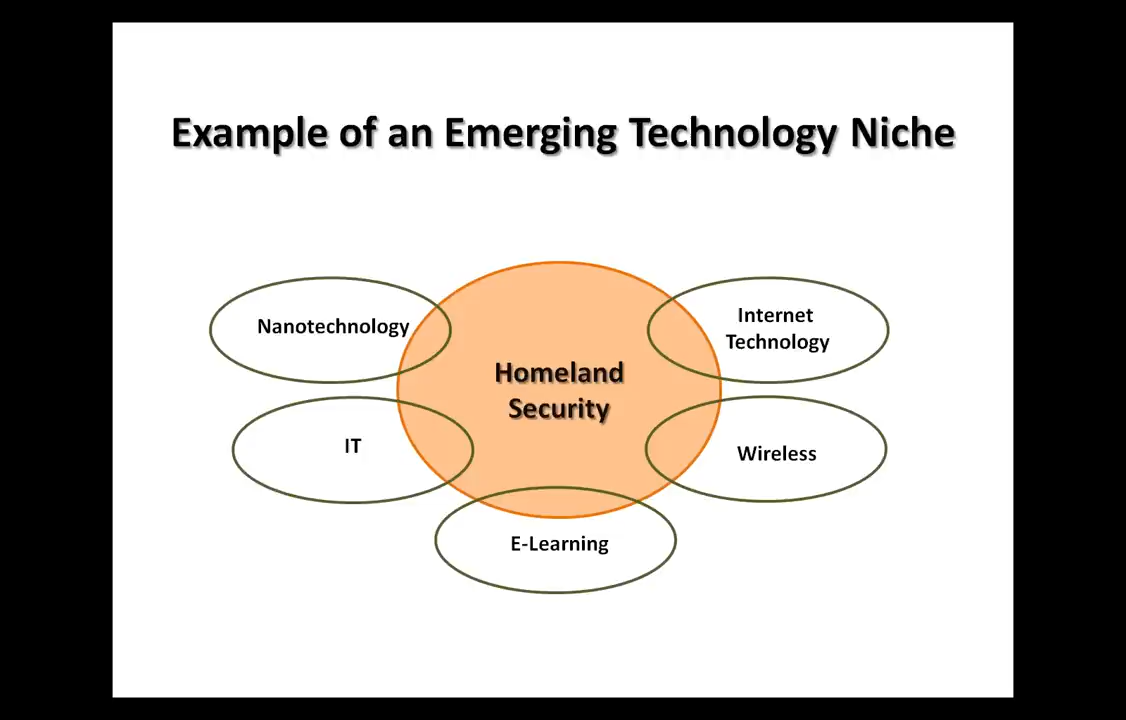 Example of an Emerging Technology Niche
Nanotechnology
Internet
Technology
Homeland
Security
IT
Wireless
E-Learning